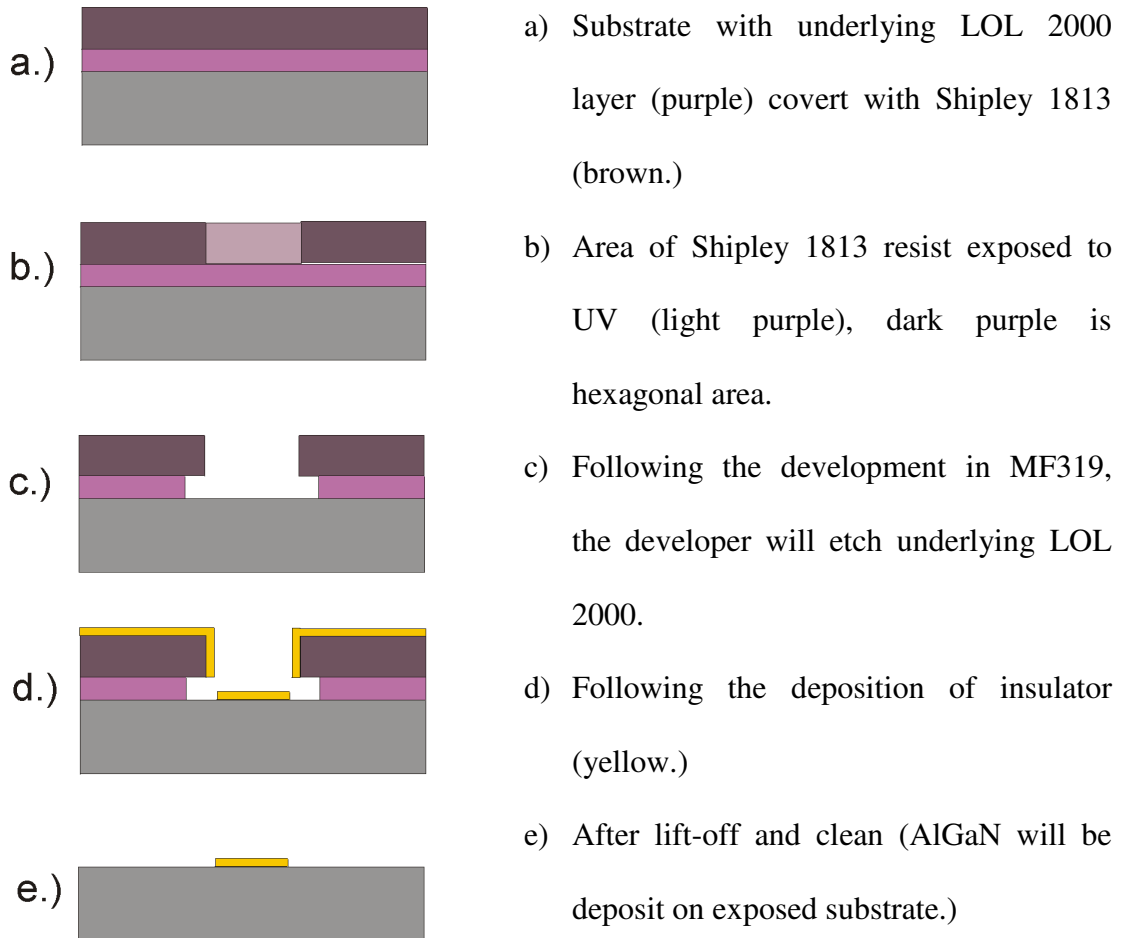 a.)
a) Substrate with underlying LOL 2000
layer (purple) covert with Shipley 1813
(brown.)
b.)
b) Area of Shipley 1813 resist exposed to
UV (light purple), dark purple is
hexagonal area.
c.)
c) Following the development in MF319,
the developer will etch underlying LOL
2000.
d.)
d) Following the deposition of insulator
(yellow.)
e.)
e) After lift-off and clean (AlGaN will be
deposit on exposed substrate.)